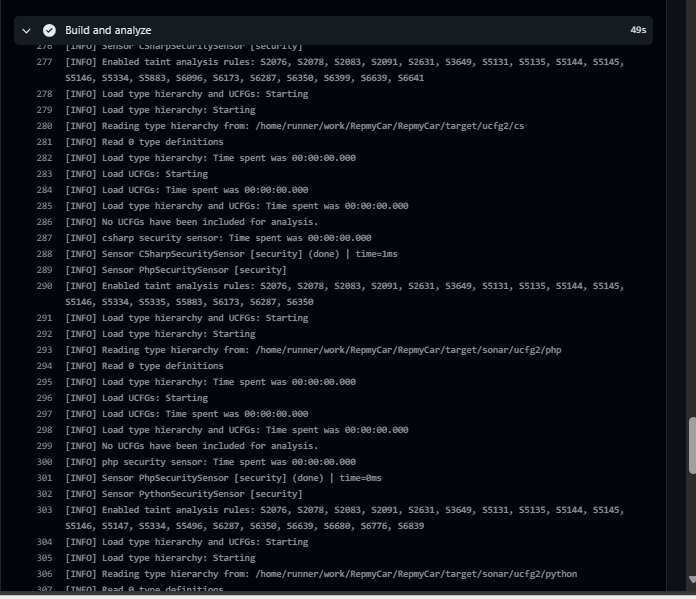 Build and analyze
49s
276 [INFO] Sensor CSharpSecuritySensor [security]
277 [INFO] Enabled taint analysis rules: S2076, S2078, S2083, S2091, S2631, S3649, S5131, S5135, S5144, S5145,
S5146, S5334, S5883, S6096, S6173, S6287, S6350, S6399, S6639, S6641
278 [INFO] Load type hierarchy and UCFGs: Starting
279 [INFO] Load type hierarchy: Starting
280 [INFO] Reading type hierarchy from: /home/runner/work/RepmyCar/RepmyCar/target/ucfg2/cs
281 [INFO] Read 0 type definitions
282 [INFO] Load type hierarchy: Time spent was 00:00:00.000
283 [INFO] Load UCFGs: Starting
284 [INFO] Load UCFGs: Time spent was 00:00:00.000
285 [INFO] Load type hierarchy and UCFGs: Time spent was 00:00:00.000
286 [INFO] No UCFGs have been included for analysis.
287 [INFO] csharp security sensor: Time spent was 00:00:00.000
288 [INFO] Sensor CSharpSecuritySensor [security] (done) | time=1ms
289 [INFO] Sensor PhpSecuritySensor [security]
290 [INFO] Enabled taint analysis rules: S2076, S2078, S2083, S2091, S2631, S3649, S5131, S5135, S5144, S5145,
S5146, S5334, S5335, S5883, S6173, S6287, S6350
291 [INFO] Load type hierarchy and UCFGs: Starting
292 [INFO] Load type hierarchy: Starting
293 [INFO] Reading type hierarchy from: /home/runner/work/RepmyCar/RepmyCar/target/sonar/ucfg2/php
294 [INFO] Read 0 type definitions
295 [INFO] Load type hierarchy: Time spent was 00:00:00.000
296 [INFO] Load UCFGs: Starting
297 [INFO] Load UCFGs: Time spent was 00:00:00.000
298 [INFO] Load type hierarchy and UCFGs: Time spent was 00:00:00.000
299 [INFO] No UCFGs have been included for analysis.
300 [INFO] php security sensor: Time spent was 00:00:00.000
301 [INFO] Sensor PhpSecuritySensor [security] (done) | time=0ms
302 [INFO] Sensor PythonSecuritySensor [security]
303 [INFO] Enabled taint analysis rules: S2076, S2078, S2083, S2091, S2631, S3649, S5131, S5135, S5144, S5145,
S5146, S5147, S5334, S5496, S6287, S6350, S6639, S6680, S6776, S6839
304 [INFO] Load type hierarchy and UCFGs: Starting
305 [INFO] Load type hierarchy: Starting
306 [INFO] Reading type hierarchy from: /home/runner/work/RepmyCar/RepmyCar/target/sonar/ucfg2/python
307 [INFO] Read 0 type definitions